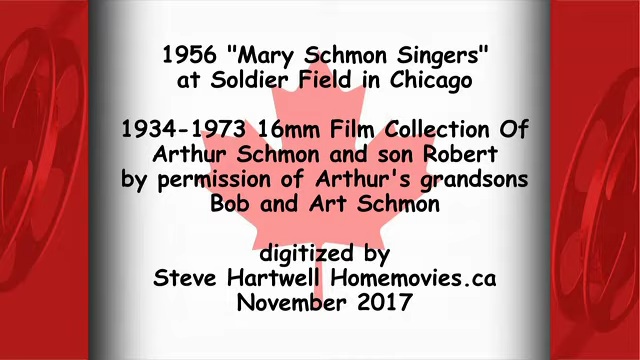 1956 "Mary Schmon Singers"
at Soldier Field in Chicago
1934-1973 16mm Film Collection Of
Arthur Schmon and son Robert
by permission of Arthur's grandsons
Bob and Art Schmon
digitized by
Steve Hartwell Homemovies.ca
November 2017